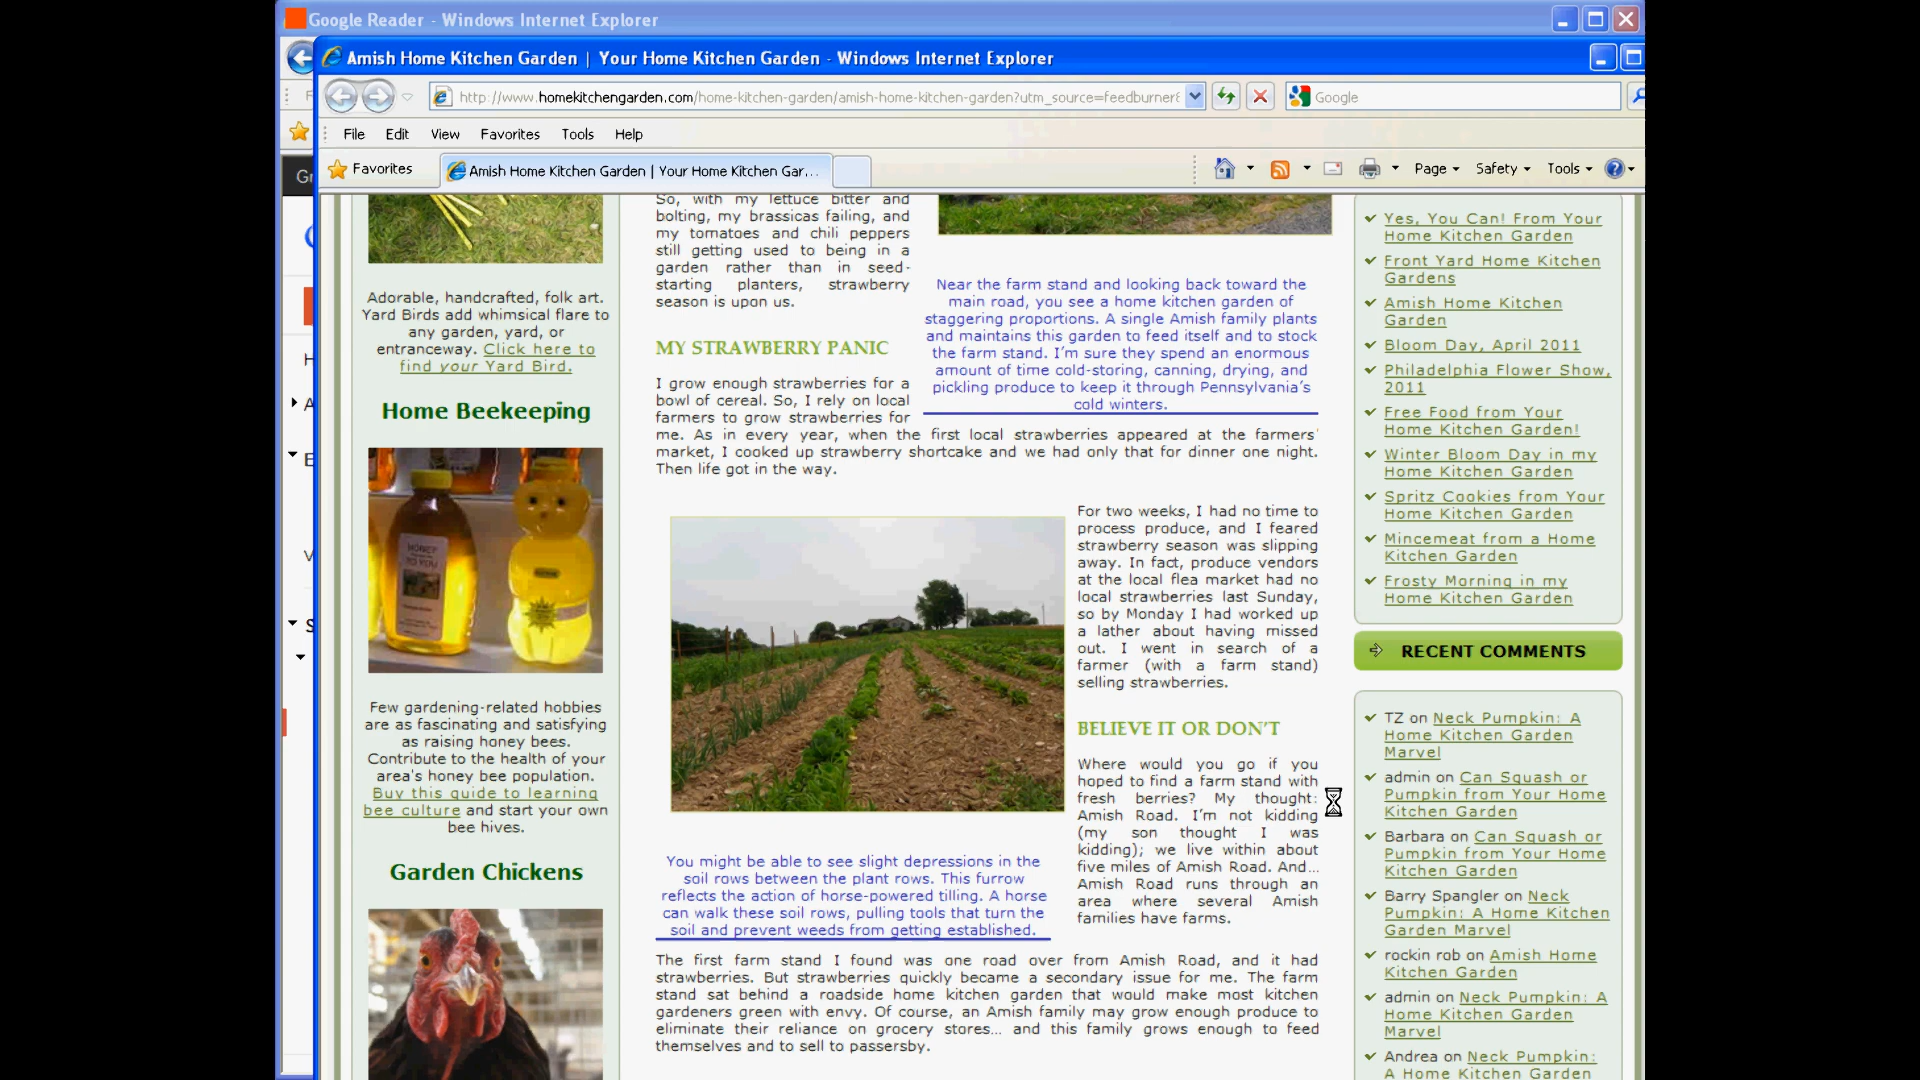 Google Reader - Windows Internet Explorer
Amish Home Kitchen Garden | Your Home Kitchen Garden - Windows Internet Explorer
http://www.homekitchengarden.com/home-kitchen-garden/amish-home-kitchen-garden?utm_source=feedburner
Google
File Edit View Favorites Tools Help
Favorites
Amish Home Kitchen Garden | Your Home Kitchen Gar...
Page Safety Tools
Adorable, handcrafted, folk art.
Yard Birds add whimsical flare to
any garden, yard, or
entranceway. Click here to
find your Yard Bird.
Home Beekeeping
HONEY
TO YOU
Few gardening-related hobbies
are as fascinating and satisfying
as raising honey bees.
Contribute to the health of your
area's honey bee population.
Buy this guide to learning
bee culture and start your own
bee hives.
Garden Chickens
So, with my lettuce bitter and
bolting, my brassicas failing, and
my tomatoes and chili peppers
still getting used to being in a
garden rather than in seed-
starting planters, strawberry
season is upon us.
Near the farm stand and looking back toward the
main road, you see a home kitchen garden of
staggering proportions. A single Amish family plants
and maintains this garden to feed itself and to stock
the farm stand. I'm sure they spend an enormous
amount of time cold-storing, canning, drying, and
pickling produce to keep it through Pennsylvania's
cold winters.
MY STRAWBERRY PANIC
I grow enough strawberries for a
bowl of cereal. So, I rely on local
farmers to grow strawberries for
me. As in every year, when the first local strawberries appeared at the farmers'
market, I cooked up strawberry shortcake and we had only that for dinner one night.
Then life got in the way.
For two weeks, I had no time to
process produce, and I feared
strawberry season was slipping
away. In fact, produce vendors
at the local flea market had no
local strawberries last Sunday,
so by Monday I had worked up
a lather about having missed
out. I went in search of a
farmer (with a farm stand)
selling strawberries.
BELIEVE IT OR DON'T
Where would you go if you
hoped to find a farm stand with
fresh berries? My thought:
Amish Road. I'm not kidding
(my son thought I was
kidding); we live within about
five miles of Amish Road. And...
Amish Road runs through an
area where several Amish
families have farms.
You might be able to see slight depressions in the
soil rows between the plant rows. This furrow
reflects the action of horse-powered tilling. A horse
can walk these soil rows, pulling tools that turn the
soil and prevent weeds from getting established.
The first farm stand I found was one road over from Amish Road, and it had
strawberries. But strawberries quickly became a secondary issue for me. The farm
stand sat behind a roadside home kitchen garden that would make most kitchen
gardeners green with envy. Of course, an Amish family may grow enough produce to
eliminate their reliance on grocery stores... and this family grows enough to feed
themselves and to sell to passersby.
Yes, You Can! From Your
Home Kitchen Garden
Front Yard Home Kitchen
Gardens
Amish Home Kitchen
Garden
Bloom Day, April 2011
Philadelphia Flower Show,
2011
Free Food from Your
Home Kitchen Garden!
Winter Bloom Day in my
Home Kitchen Garden
Spritz Cookies from Your
Home Kitchen Garden
Mincemeat from a Home
Kitchen Garden
Frosty Morning in my
Home Kitchen Garden
RECENT COMMENTS
TZ on Neck Pumpkin: A
Home Kitchen Garden
Marvel
admin on Can Squash or
Pumpkin from Your Home
Kitchen Garden
Barbara on Can Squash or
Pumpkin from Your Home
Kitchen Garden
Barry Spangler on Neck
Pumpkin: A Home Kitchen
Garden Marvel
rockin rob on Amish Home
Kitchen Garden
admin on Neck Pumpkin: A
Home Kitchen Garden
Marvel
Andrea on Neck Pumpkin:
A Home Kitchen Garden